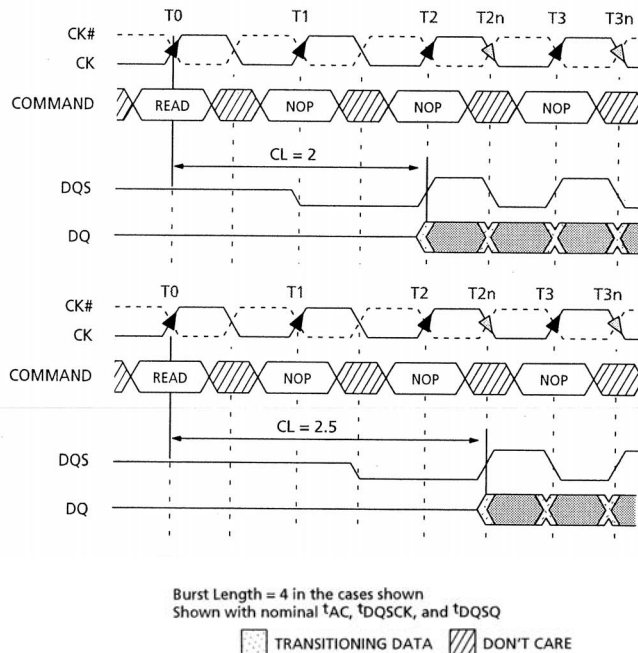 T0 T1 T2 T2n T3 T3n
CK#
CK
COMMAND READ NOP NOP NOP
CL = 2
DQS
DQ
T0 T1 T2 T2n T3 T3n
CK#
CK
COMMAND READ NOP NOP NOP
CL = 2.5
DQS
DQ
Burst Length = 4 in the cases shown
Shown with nominal tAC, tDQSCK, and tDQSQ
TRANSITIONING DATA DON'T CARE